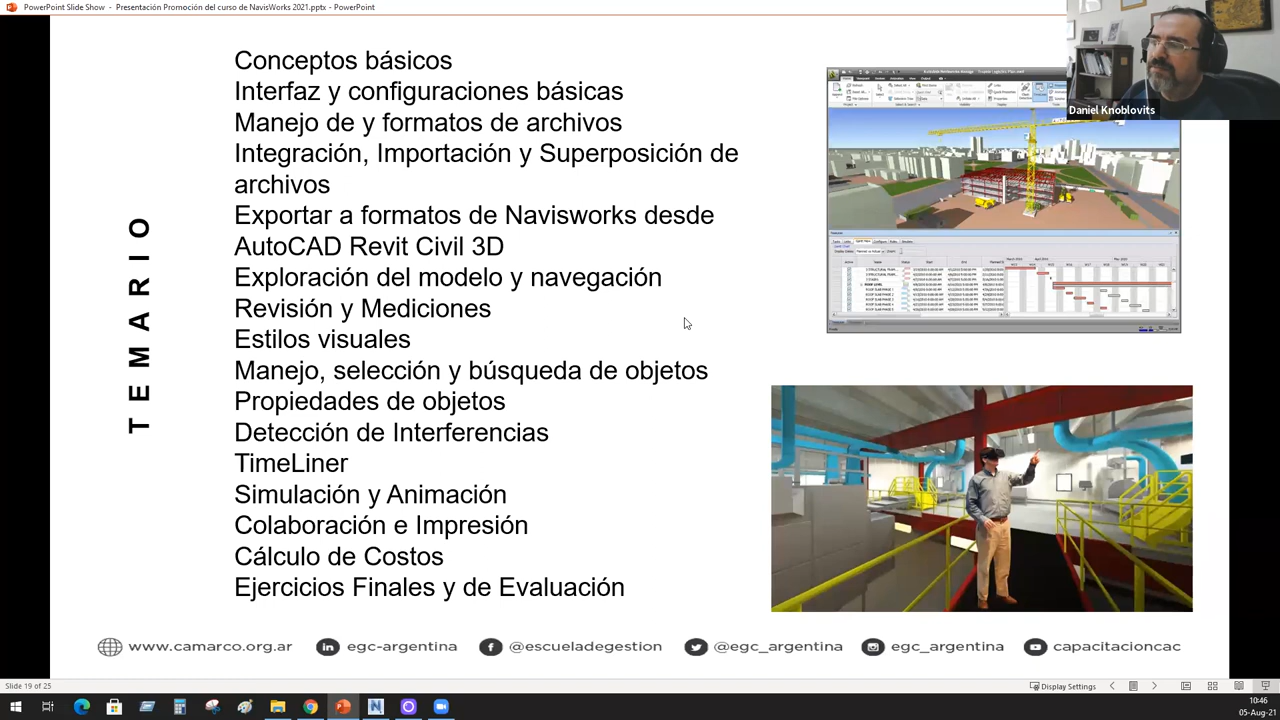 PowerPoint Slide Show - Presentación Promoción del curso de NavisWorks 2021.pptx - PowerPoint
Daniel Knoblovits
TEMARIO
Conceptos básicos
Interfaz y configuraciones básicas
Manejo de y formatos de archivos
Integración, Importación y Superposición de
archivos
Exportar a formatos de Navisworks desde
AutoCAD Revit Civil 3D
Exploración del modelo y navegación
Revisión y Mediciones
Estilos visuales
Manejo, selección y búsqueda de objetos
Propiedades de objetos
Detección de Interferencias
TimeLiner
Simulación y Animación
Colaboración e Impresión
Cálculo de Costos
Ejercicios Finales y de Evaluación
www.camarco.org.ar egc-argentina @escueladegestion @egc_argentina egc_argentina capacitacioncac
Slide 19 of 25 Display Settings
10:46
05-Aug-21